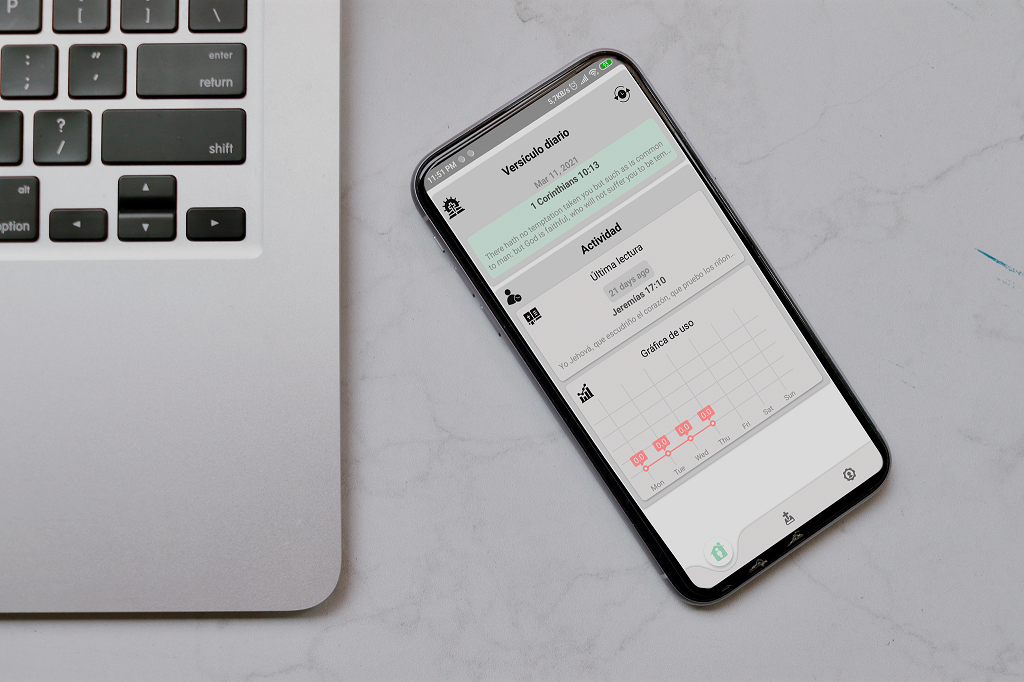 P
{
[
}
]
|
\
:
;
"
'
enter
return
?
/
shift
alt
option
11:51 PM
5,7KB/s
Versículo diario
Mar 11, 2021
1 Corinthians 10:13
There hath no temptation taken you but such as is common
to man: but God is faithful, who will not suffer you to be tem...
Actividad
Última lectura
21 days ago
Jeremías 17:10
Yo Jehová, que escudriño el corazón, que pruebo los riñon...
Gráfica de uso
0,0
0,0
0,0
0,0
Mon
Tue
Wed
Thu
Fri
Sat
Sun